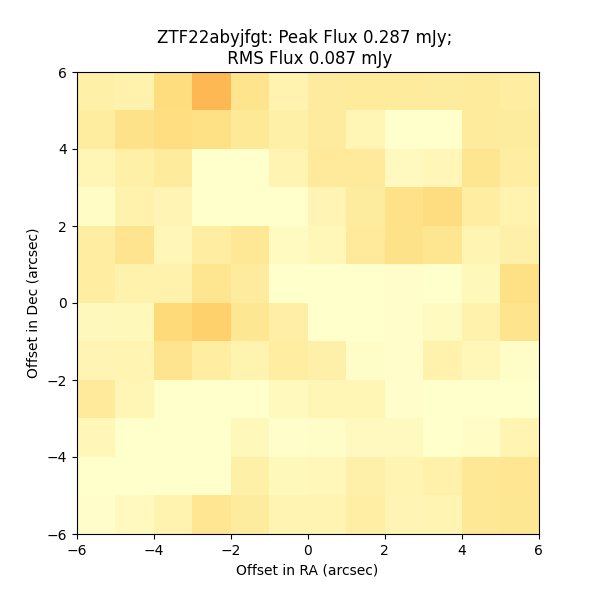 ZTF22abyjfgt: Peak Flux 0.287 mJy;
RMS Flux 0.087 mJy
6
4
2
0
−2
−4
−6
Offset in Dec (arcsec)
−6 −4 −2 0 2 4 6
Offset in RA (arcsec)